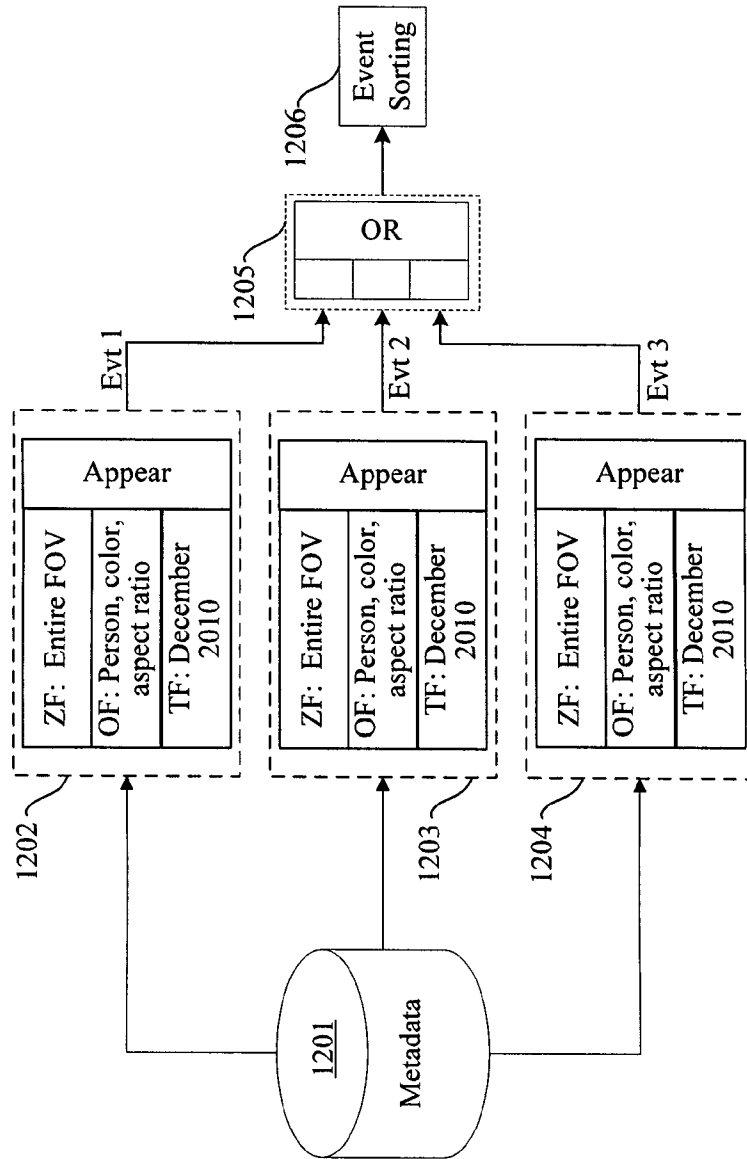 1201
Metadata
1202
ZF: Entire FOV
OF: Person, color,
aspect ratio
TF: December
2010
Appear
Evt 1
1203
ZF: Entire FOV
OF: Person, color,
aspect ratio
TF: December
2010
Appear
Evt 2
1204
ZF: Entire FOV
OF: Person, color,
aspect ratio
TF: December
2010
Appear
Evt 3
1205
OR
1206
Event
Sorting